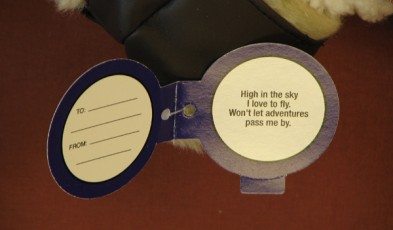 TO:
FROM:
High in the sky
I love to fly.
Won't let adventures
pass me by.